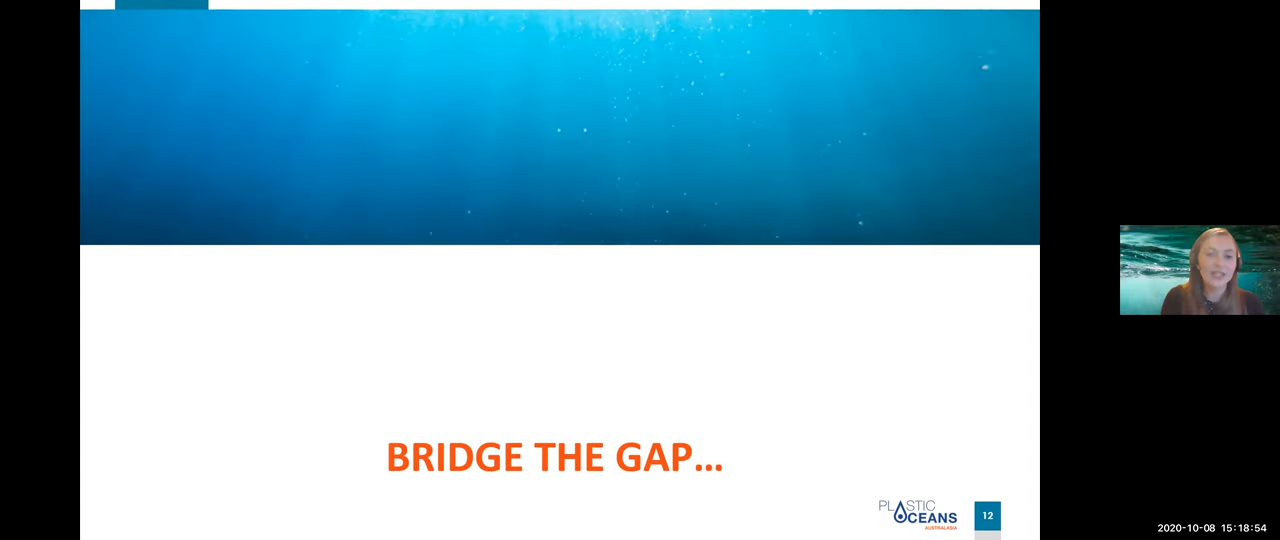 BRIDGE THE GAP...
PLASTIC
OCEANS
AUSTRALASIA
12
2020-10-08 15:18:54